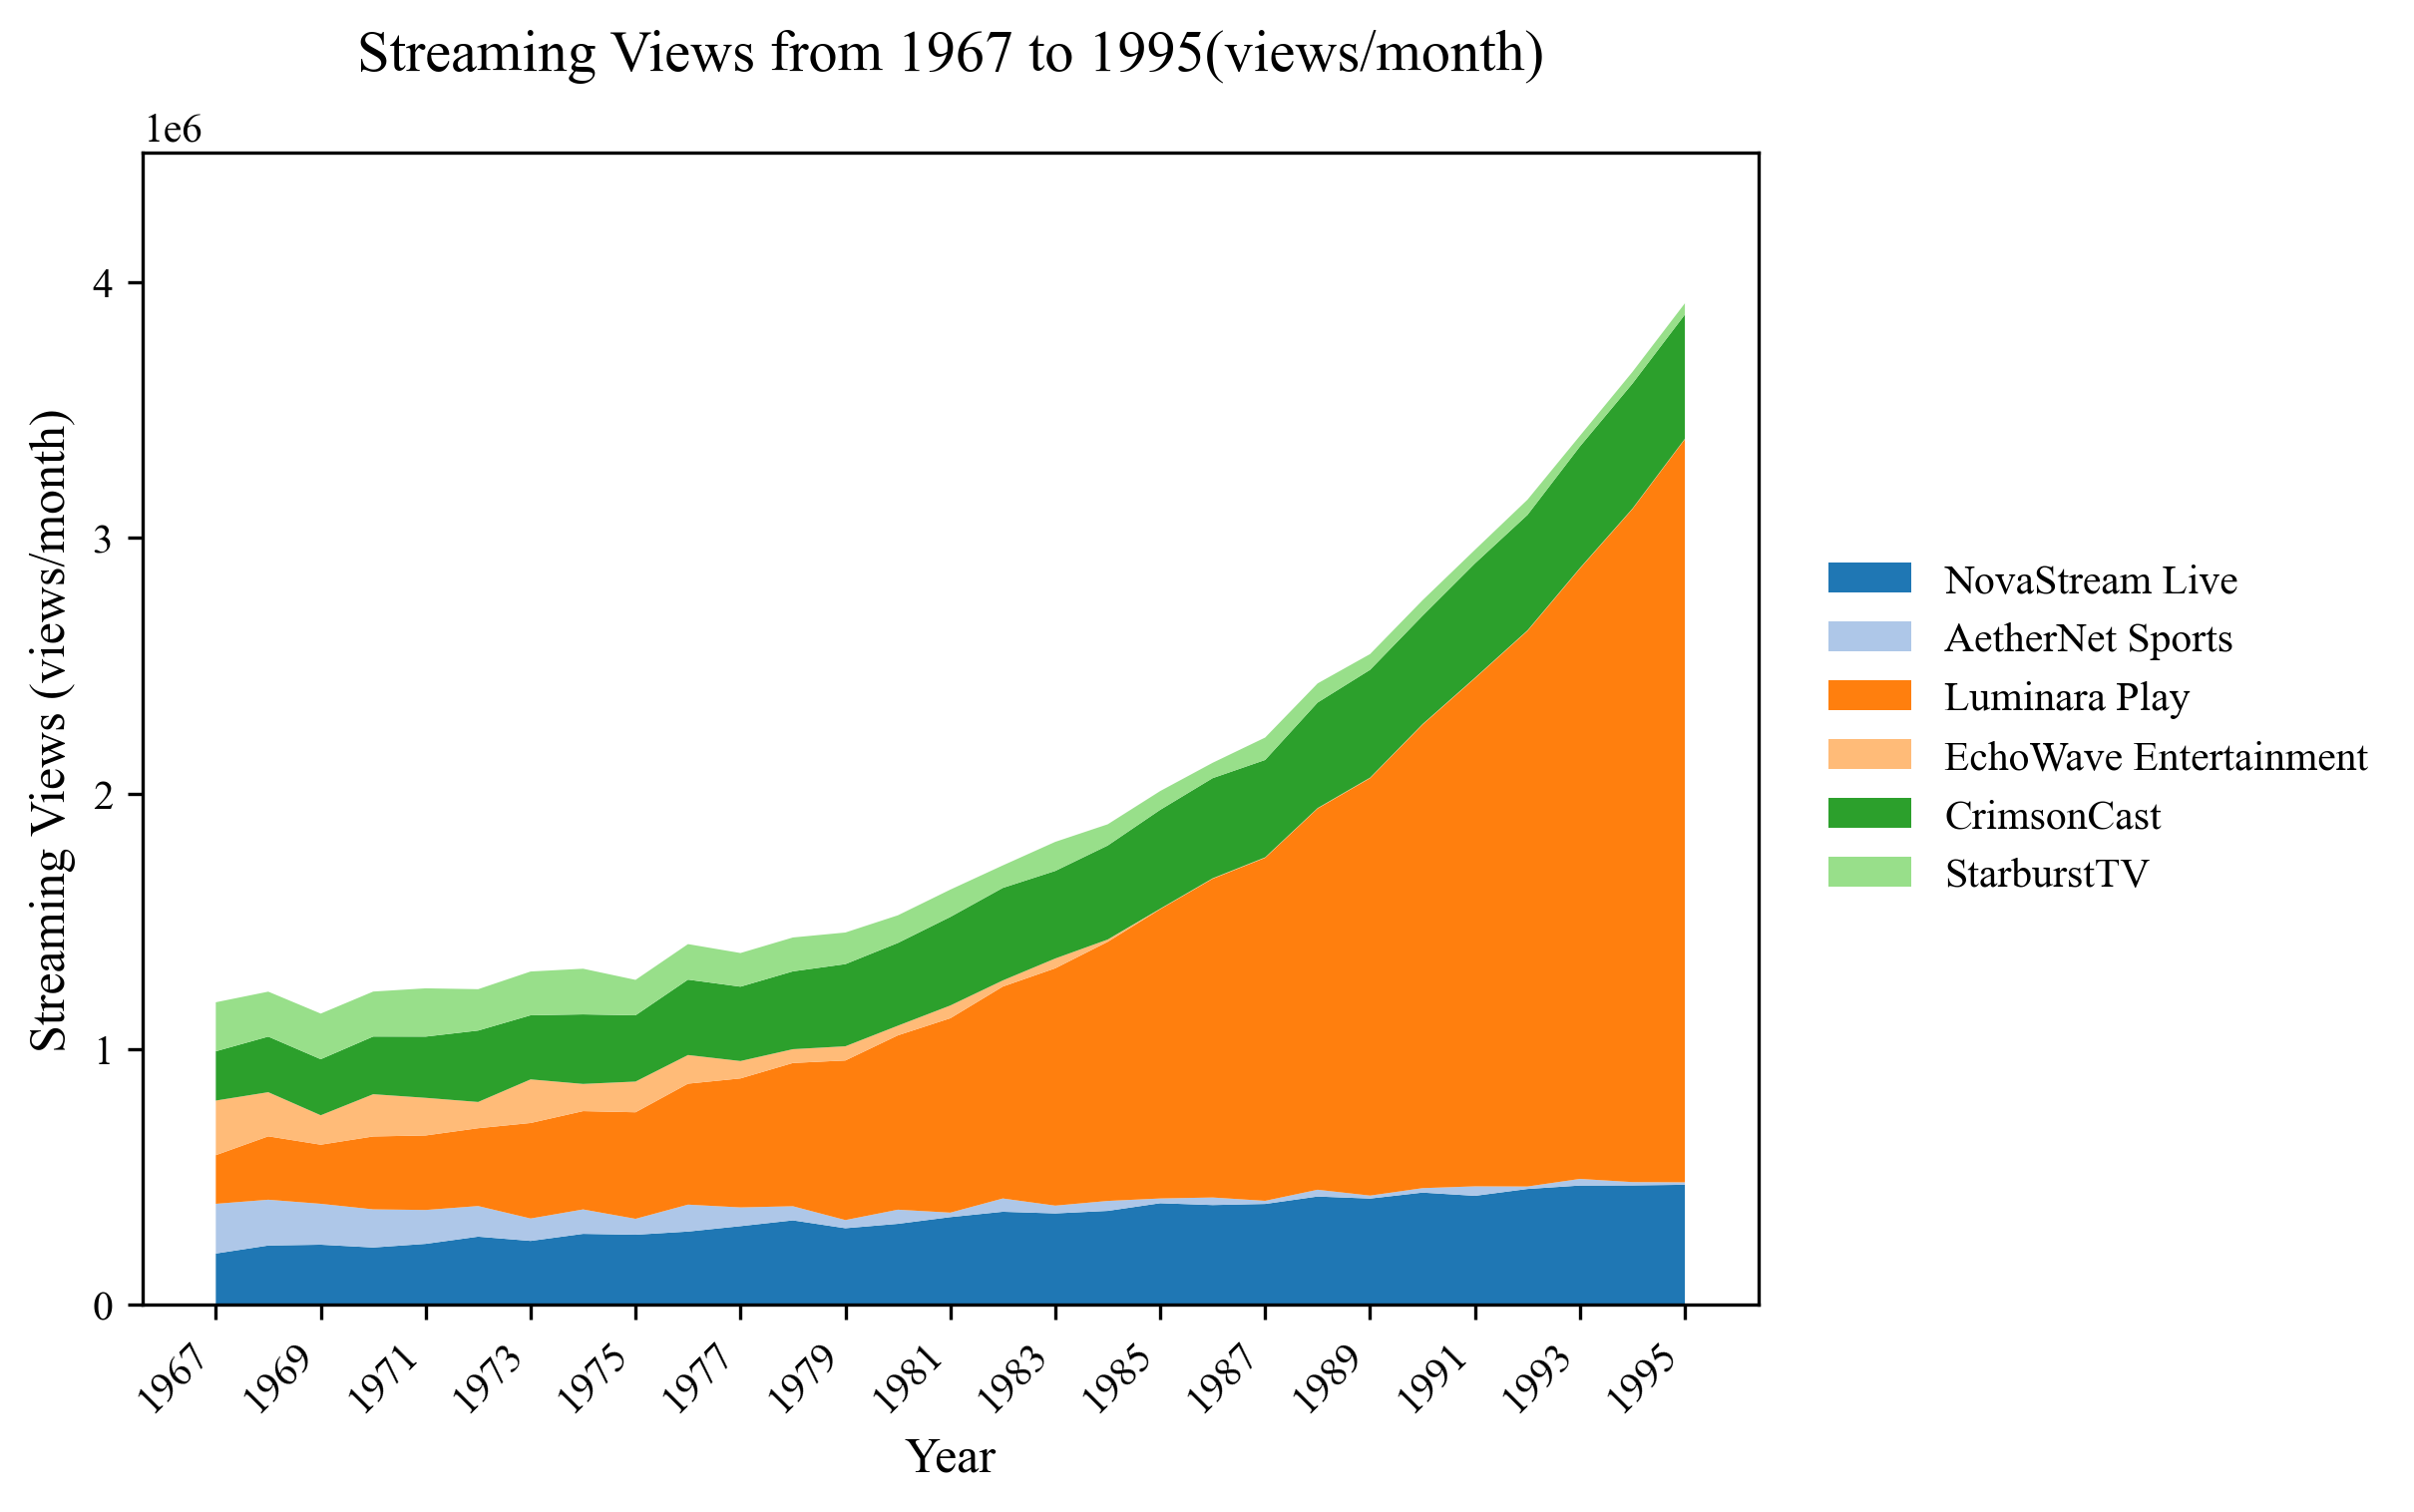 Streaming Views from 1967 to 1995(views/month)
1e6
4
3
2
1
0
Streaming Views (views/month)
1967
1969
1971
1973
1975
1977
1979
1981
1983
1985
1987
1989
1991
1993
1995
Year
NovaStream Live
AetherNet Sports
Luminara Play
EchoWave Entertainment
CrimsonCast
StarburstTV